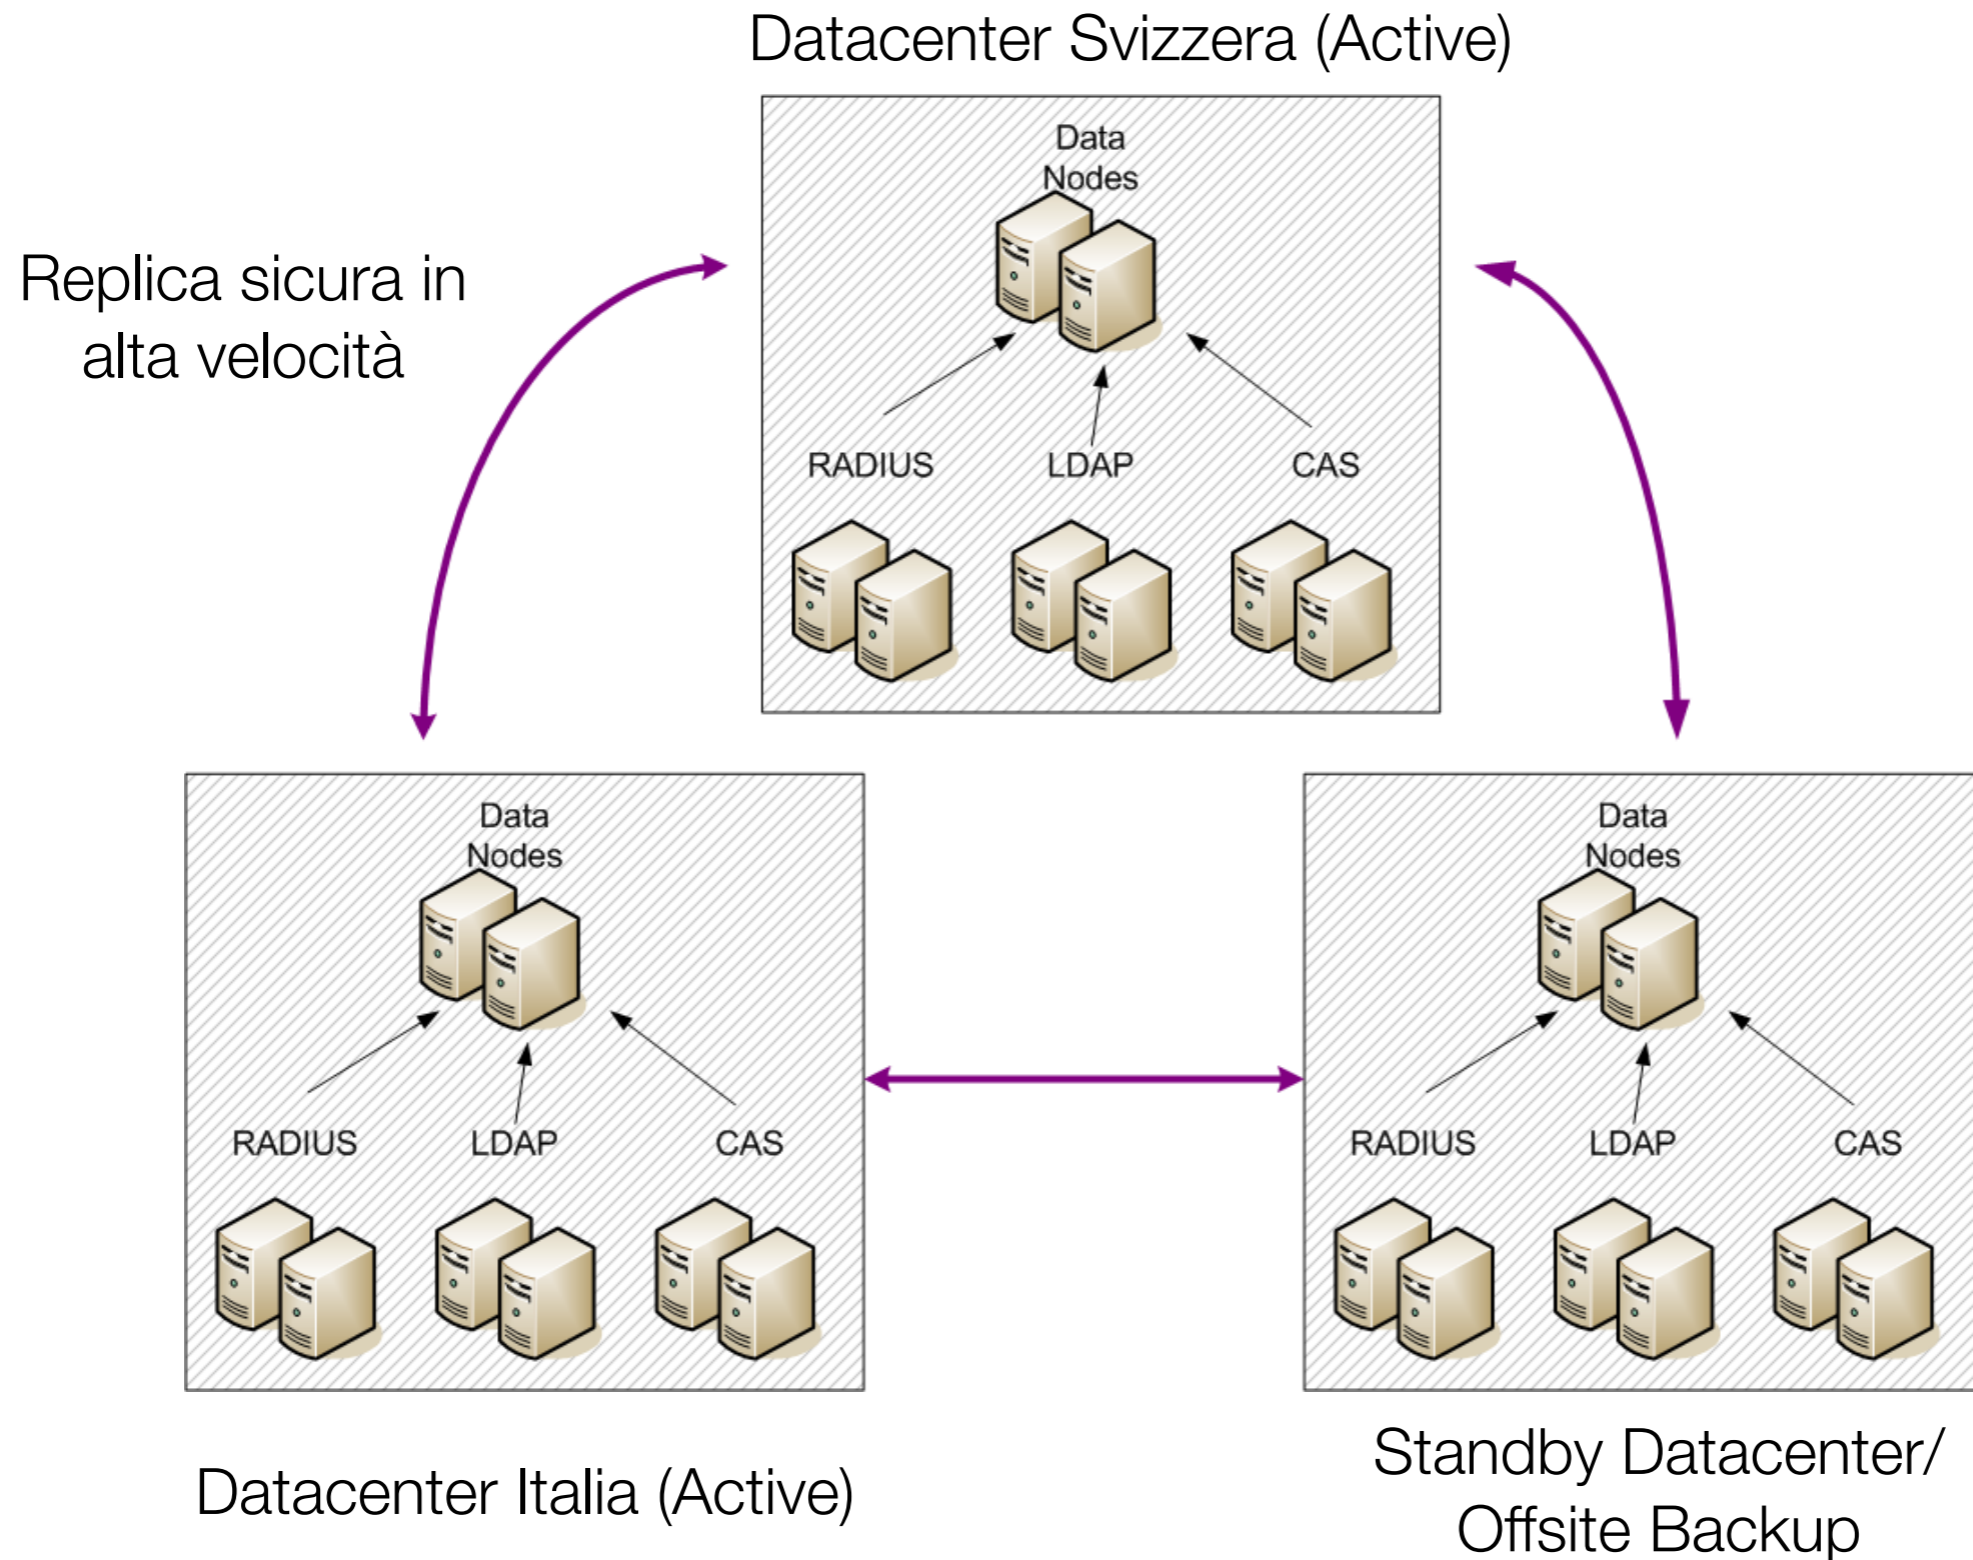 Datacenter Svizzera (Active)
Replica sicura in
alta velocità
Data
Nodes
RADIUS LDAP CAS
Data
Nodes
RADIUS LDAP CAS
Data
Nodes
RADIUS LDAP CAS
Datacenter Italia (Active)
Standby Datacenter/
Offsite Backup